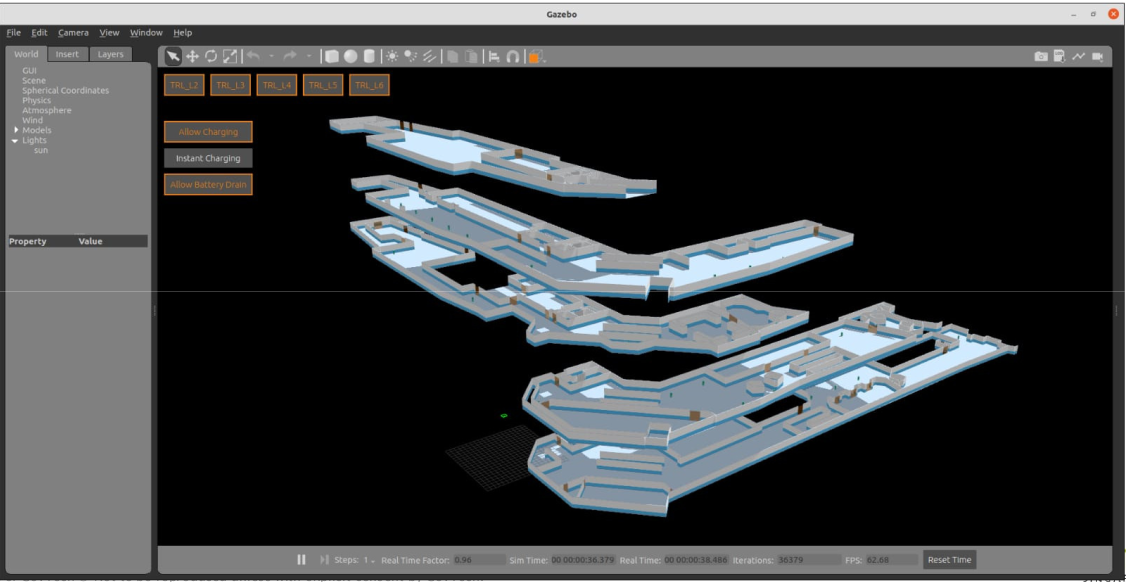 Gazebo
File Edit Camera View Window Help
World Insert Layers
GUI
Scene
Spherical Coordinates
Physics
Atmosphere
Wind
Models
Lights
sun
Property Value
TRL_L2 TRL_L3 TRL_L4 TRL_L5 TRL_L6
Allow Charging
Instant Charging
Allow Battery Drain
Steps: 1 Real Time Factor: 0.96 Sim Time: 00 00:00:36.379 Real Time: 00 00:00:38.486 Iterations: 36379 FPS: 62.66 Reset Time